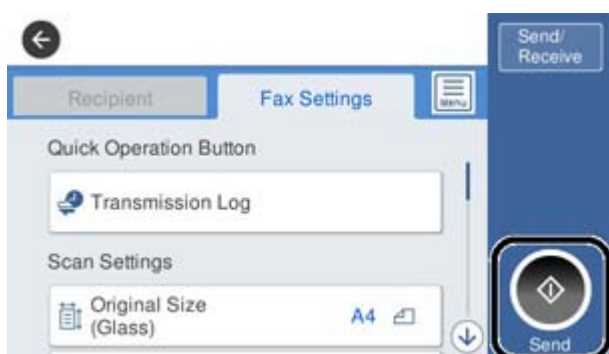 Send/
Receive
Recipient
Fax Settings
Menu
Quick Operation Button
Transmission Log
Scan Settings
Original Size
(Glass)
A4
Send